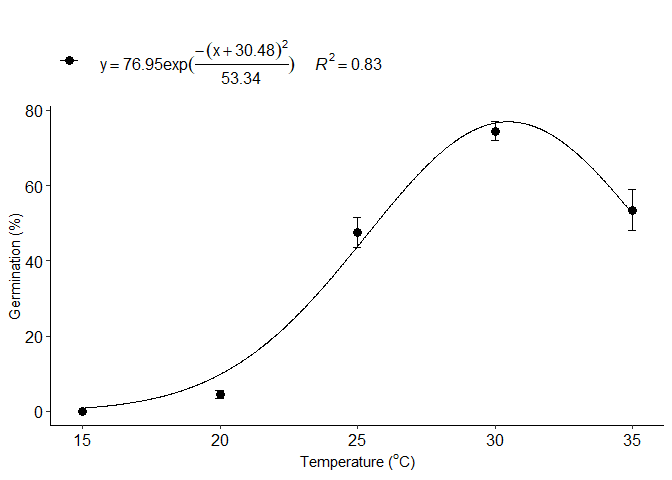 y = 76.95exp(−(x + 30.48)²/53.34) R² = 0.83
80
60
40
20
0
Germination (%)
15 20 25 30 35
Temperature (°C)